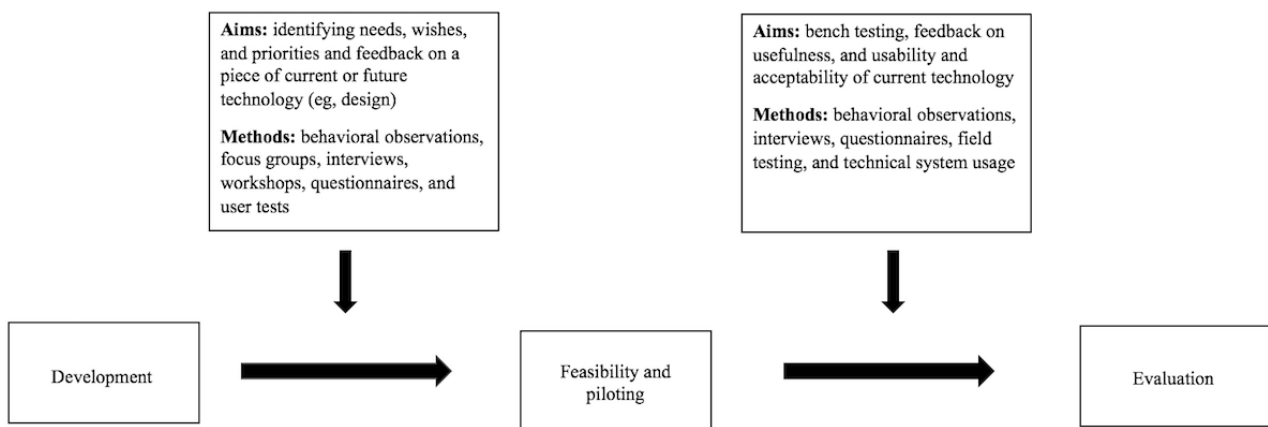 Aims: identifying needs, wishes,
and priorities and feedback on a
piece of current or future
technology (eg, design)
Methods: behavioral observations,
focus groups, interviews,
workshops, questionnaires, and
user tests
Aims: bench testing, feedback on
usefulness, and usability and
acceptability of current technology
Methods: behavioral observations,
interviews, questionnaires, field
testing, and technical system usage
Development
Feasibility and
piloting
Evaluation